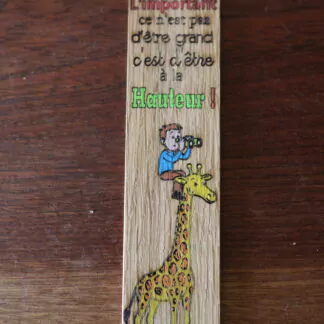 L'important
ce n'est pas
d'être grand
c'est d'être
à la
Hauteur !